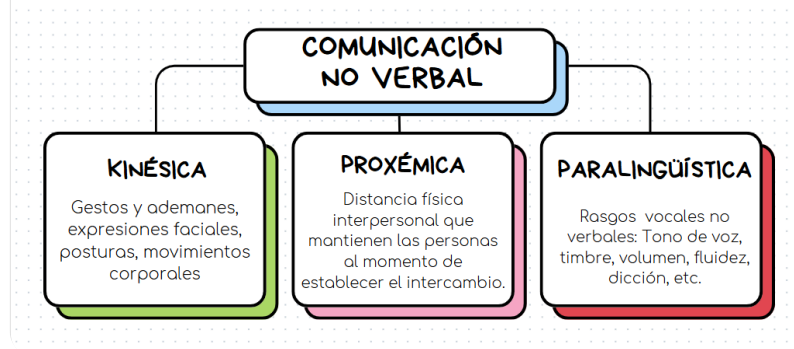 COMUNICACIÓN
NO VERBAL
KINÉSICA
Gestos y ademanes,
expresiones faciales,
posturas, movimientos
corporales
PROXÉMICA
Distancia física
interpersonal que
mantienen las personas
al momento de
establecer el intercambio.
PARALINGÜÍSTICA
Rasgos vocales no
verbales: Tono de voz,
timbre, volumen, fluidez,
dicción, etc.